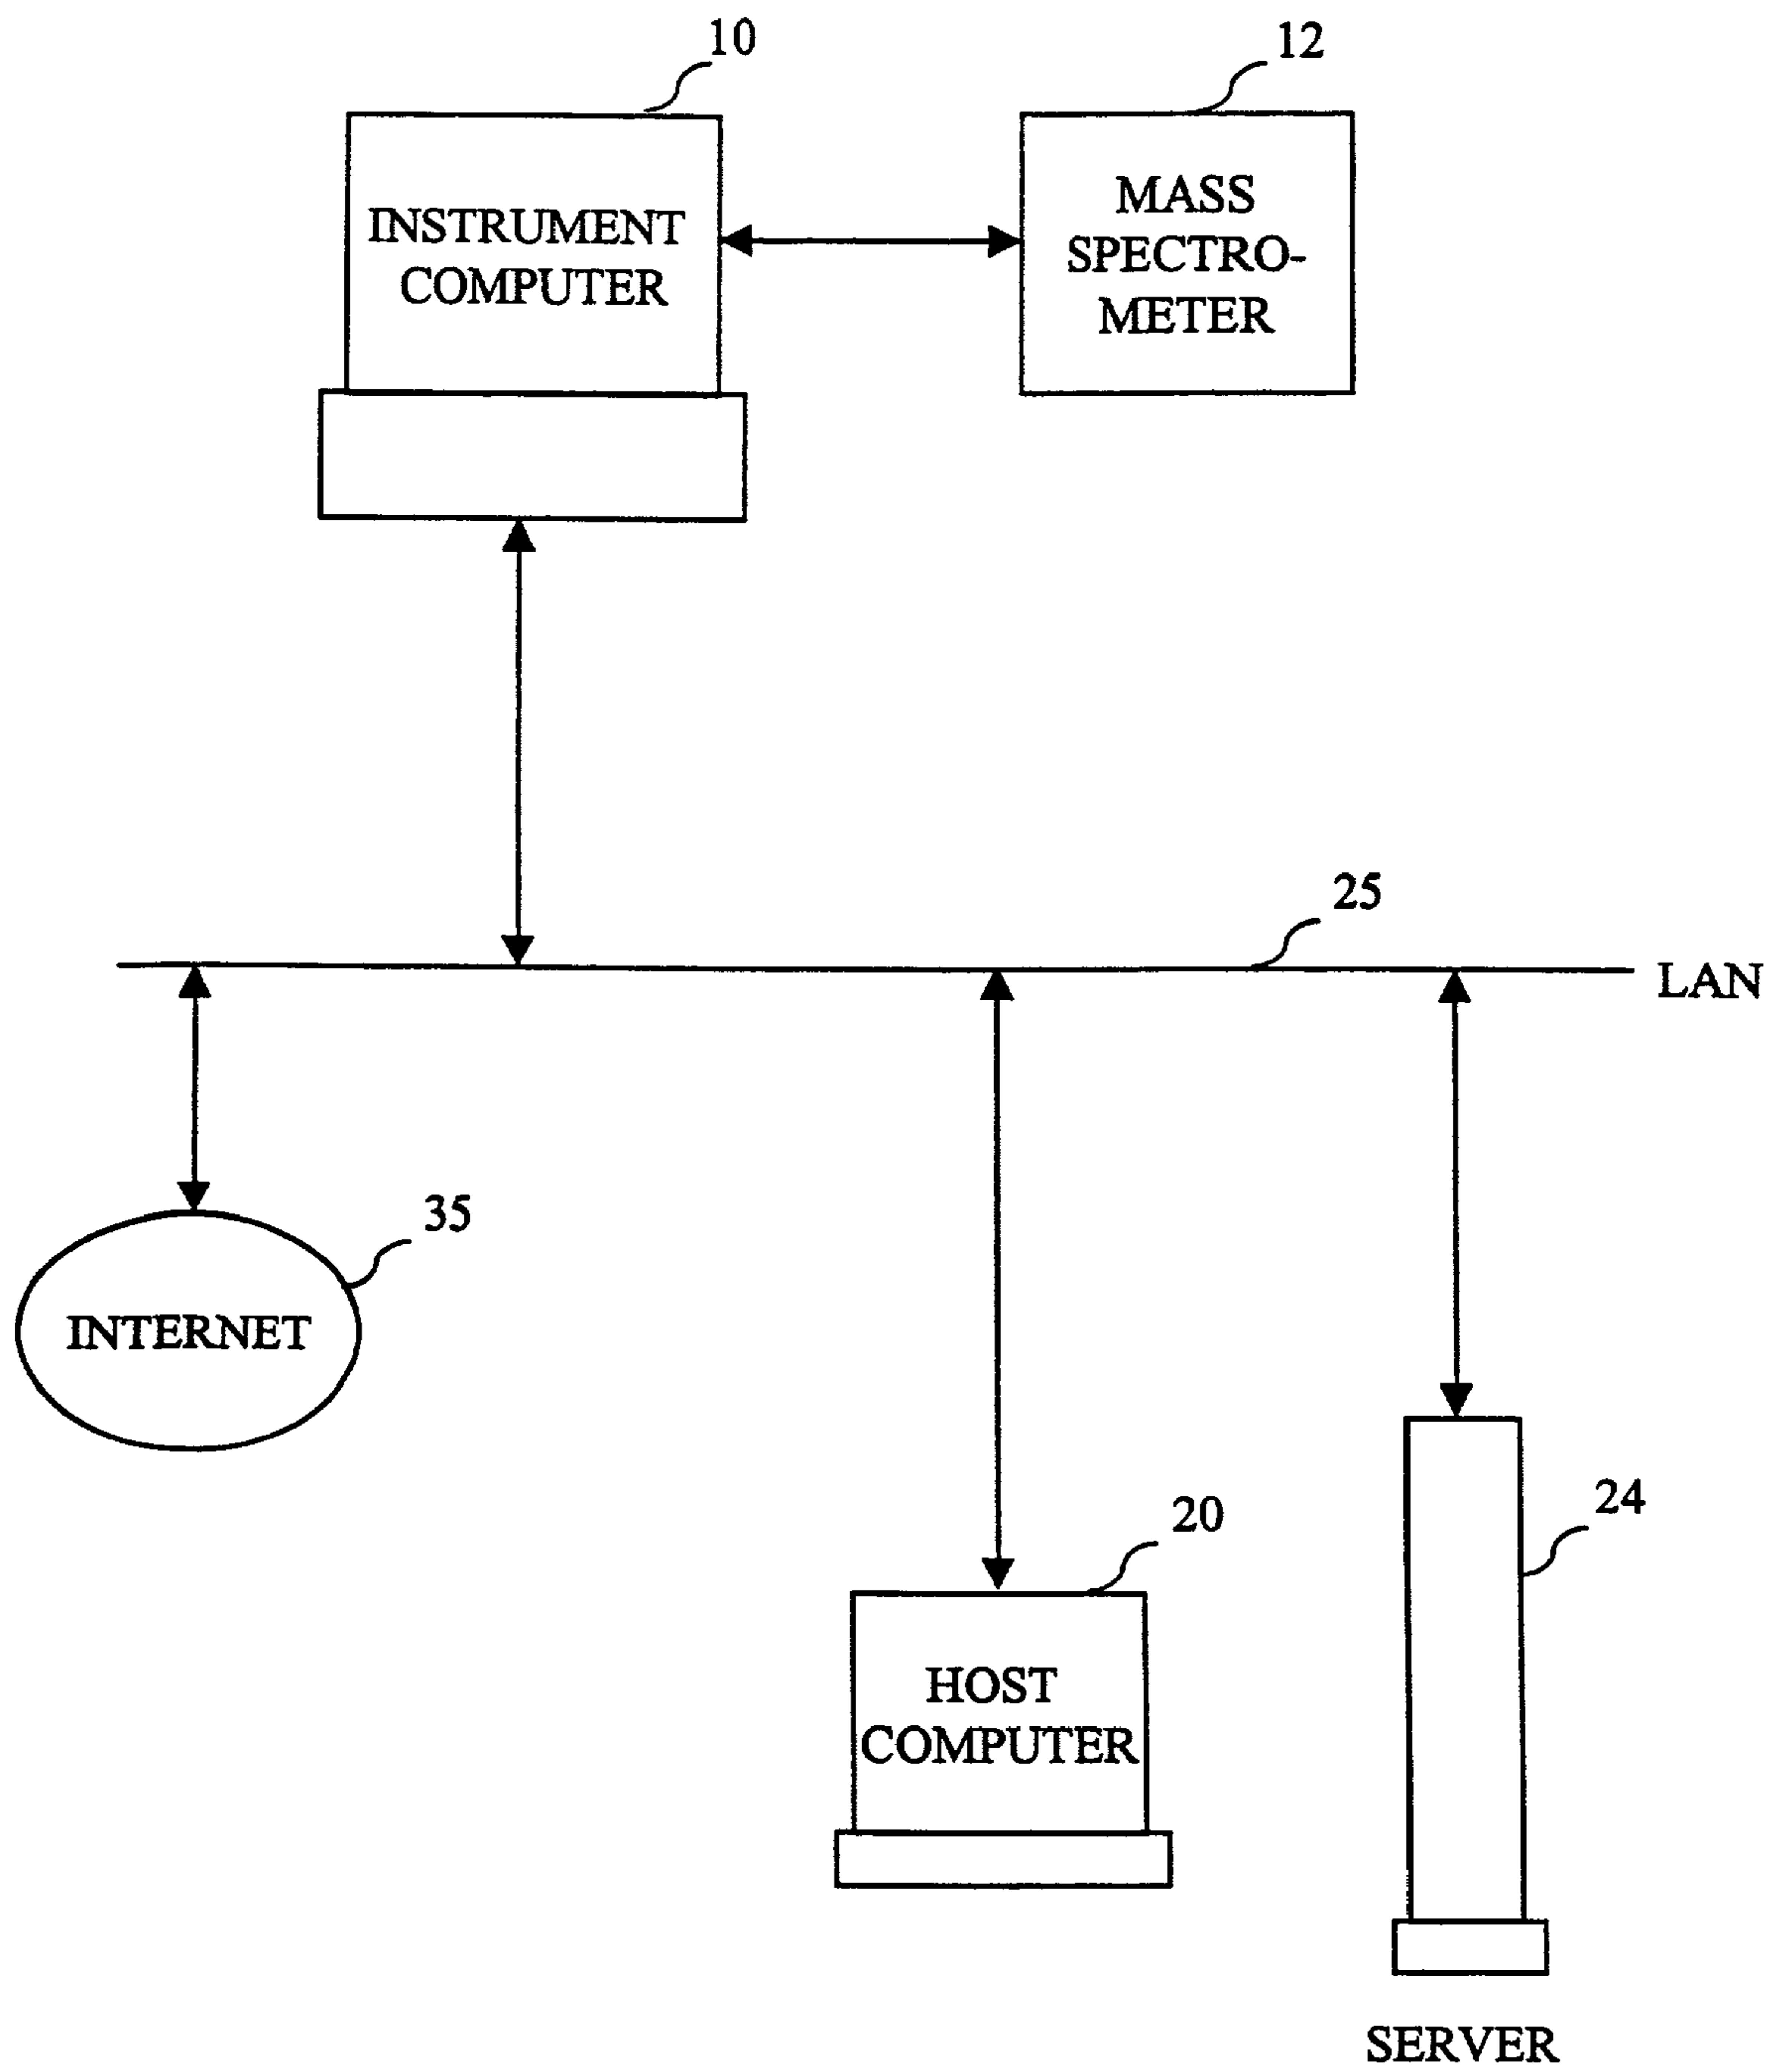 10
12
INSTRUMENT
COMPUTER
MASS
SPECTRO-
METER
25
LAN
35
INTERNET
20
24
HOST
COMPUTER
SERVER